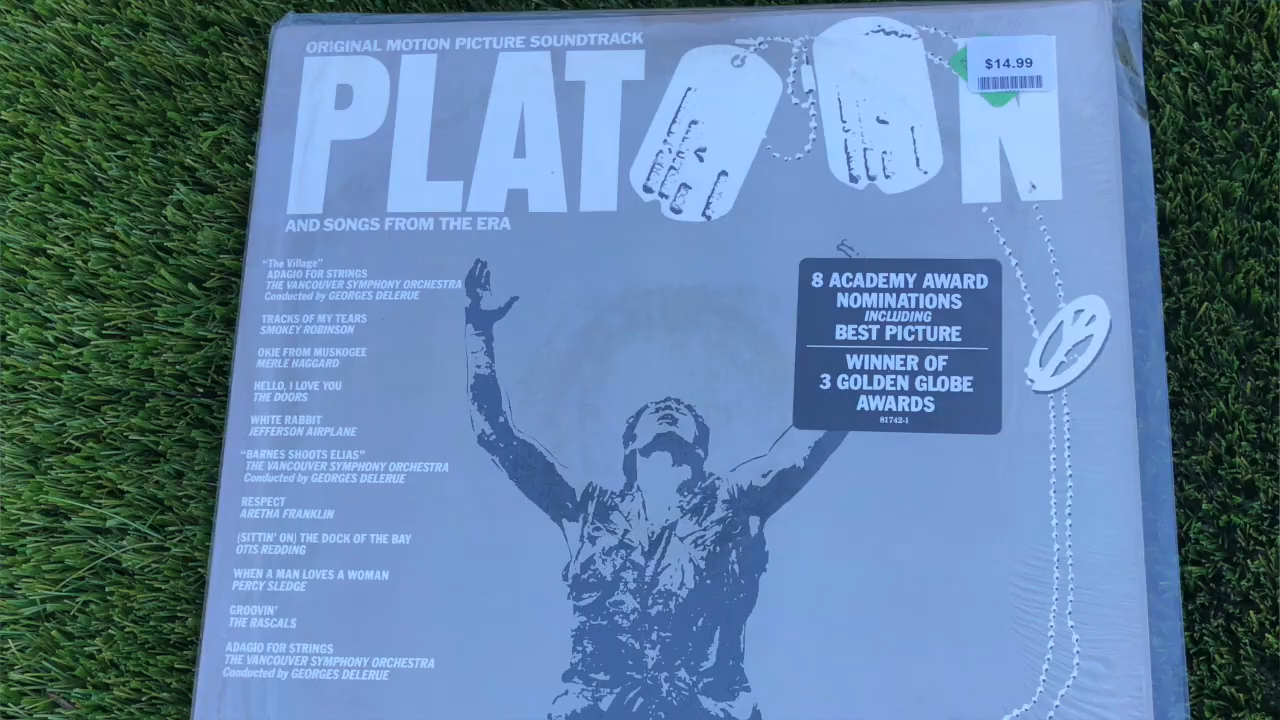 ORIGINAL MOTION PICTURE SOUNDTRACK
PLATOON
$14.99
AND SONGS FROM THE ERA
"The Village"
ADAGIO FOR STRINGS
THE VANCOUVER SYMPHONY ORCHESTRA
Conducted by GEORGES DELERUE
TRACKS OF MY TEARS
SMOKEY ROBINSON
OKIE FROM MUSKOGEE
MERLE HAGGARD
HELLO, I LOVE YOU
THE DOORS
WHITE RABBIT
JEFFERSON AIRPLANE
"BARNES SHOOTS ELIAS"
THE VANCOUVER SYMPHONY ORCHESTRA
Conducted by GEORGES DELERUE
RESPECT
ARETHA FRANKLIN
(SITTIN' ON) THE DOCK OF THE BAY
OTIS REDDING
WHEN A MAN LOVES A WOMAN
PERCY SLEDGE
GROOVIN'
THE RASCALS
ADAGIO FOR STRINGS
THE VANCOUVER SYMPHONY ORCHESTRA
Conducted by GEORGES DELERUE
8 ACADEMY AWARD
NOMINATIONS
INCLUDING
BEST PICTURE
WINNER OF
3 GOLDEN GLOBE
AWARDS
81742-1